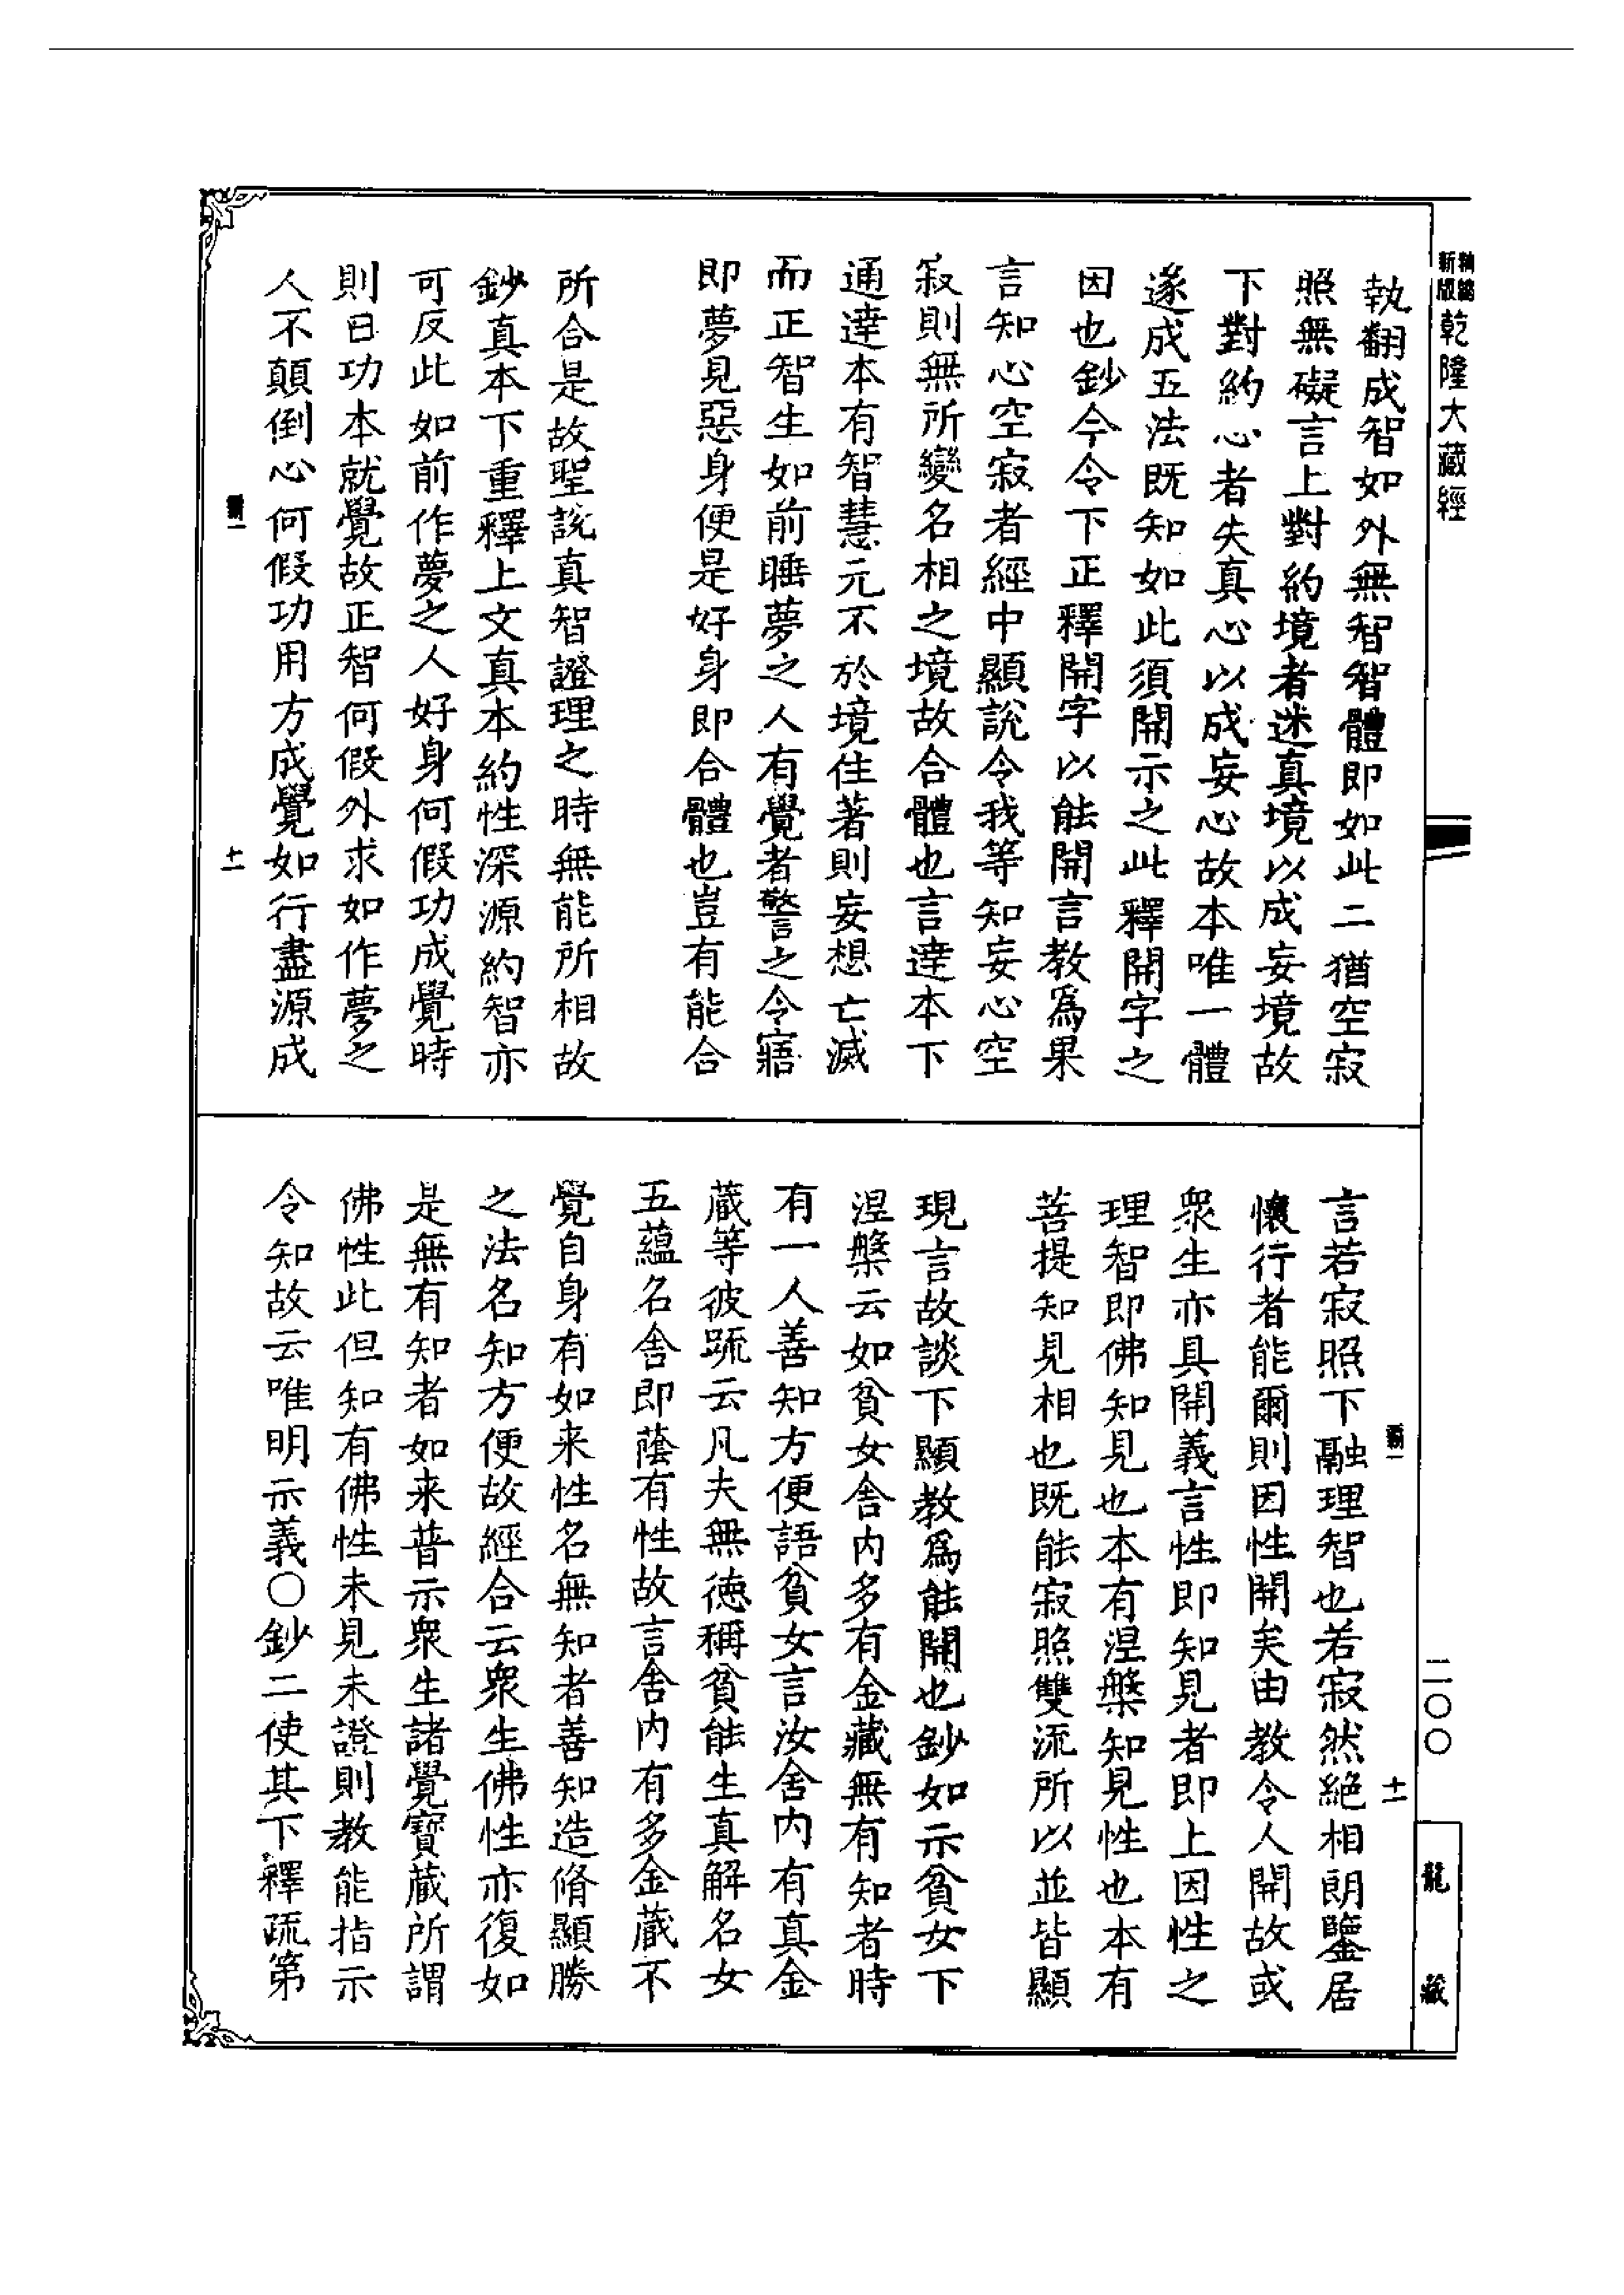 新版
精縮
乾隆大藏經
執翻成智如外無智智體即如此二猶空寂
照無礙言上對約境者迷真境以成妄境故
下對約心者失真心以成妄心故本唯一體
遂成五法既知如此須開示之此釋開字之
因也鈔今令下正釋開字以能開言教為果
言知心空寂者經中顯說令我等知妄心空
寂則無所變名相之境故合體也言達本下
通達本有智慧元不於境住著則妄想亡滅
而正智生如前睡夢之人有覺者警之令寤
即夢見惡身便是好身即合體也豈有能合
所合是故聖說真智證理之時無能所相故
鈔真本下重釋上文真本約性深源約智亦
可反此如前作夢之人好身何假功成覺時
則日功本就覺故正智何假外求如作夢之
人不顛倒心何假功用方成覺如行盡源成
十一
言若寂照下融理智也若寂然絕相朗鑒居
懷行者能爾則因性開矣由教令人開故或
衆生亦具開義言性即知見者即上因性之
理智即佛知見也本有涅槃知見性也本有
菩提知見相也既能寂照雙流所以並皆顯
現言故談下顯教為能開也鈔如示貧女下
涅槃云如貧女舍內多有金藏無有知者時
有一人善知方便語貧女言汝舍內有真金
藏等彼疏云凡夫無德稱貧能生真解名女
五蘊名舍即蔭有性故言舍內有多金藏不
覺自身有如来性名無知者善知造脩顯勝
之法名知方便故經合云衆生佛性亦復如
是無有知者如来普示衆生諸覺寶藏所謂
佛性此但知有佛性未見未證則教能指示
令知故云唯明示義○鈔二使其下釋疏第
十一
二〇〇
龍藏